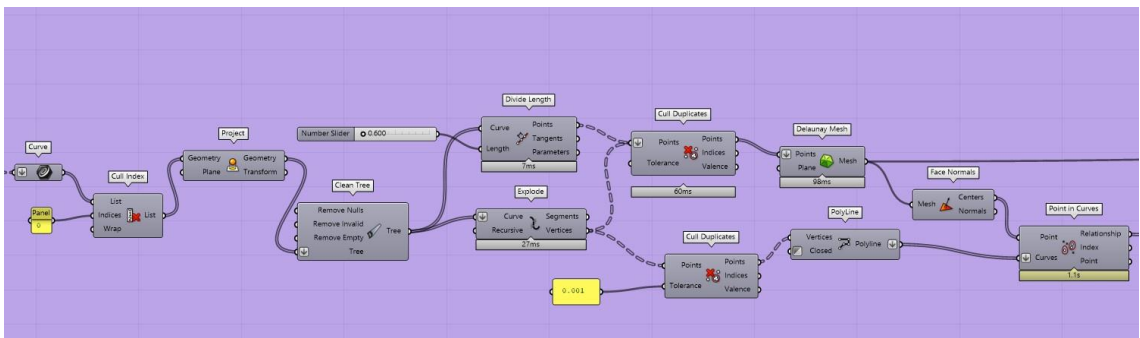 Curve
Cull Index
List
Indices
Wrap
List
Panel
0
Project
Geometry
Plane
Geometry
Transform
Number Slider
0.600
Clean Tree
Remove Nulls
Remove Invalid
Remove Empty
Tree
Tree
Divide Length
Curve
Length
Points
Tangents
Parameters
7ms
Explode
Curve
Recursive
Segments
Vertices
27ms
0.001
Cull Duplicates
Points
Tolerance
Points
Indices
Valence
60ms
Cull Duplicates
Points
Tolerance
Points
Indices
Valence
Delaunay Mesh
Points
Plane
Mesh
98ms
PolyLine
Vertices
Closed
Polyline
Face Normals
Mesh
Centers
Normals
Point in Curves
Point
Curves
Relationship
Index
Point
1.1s